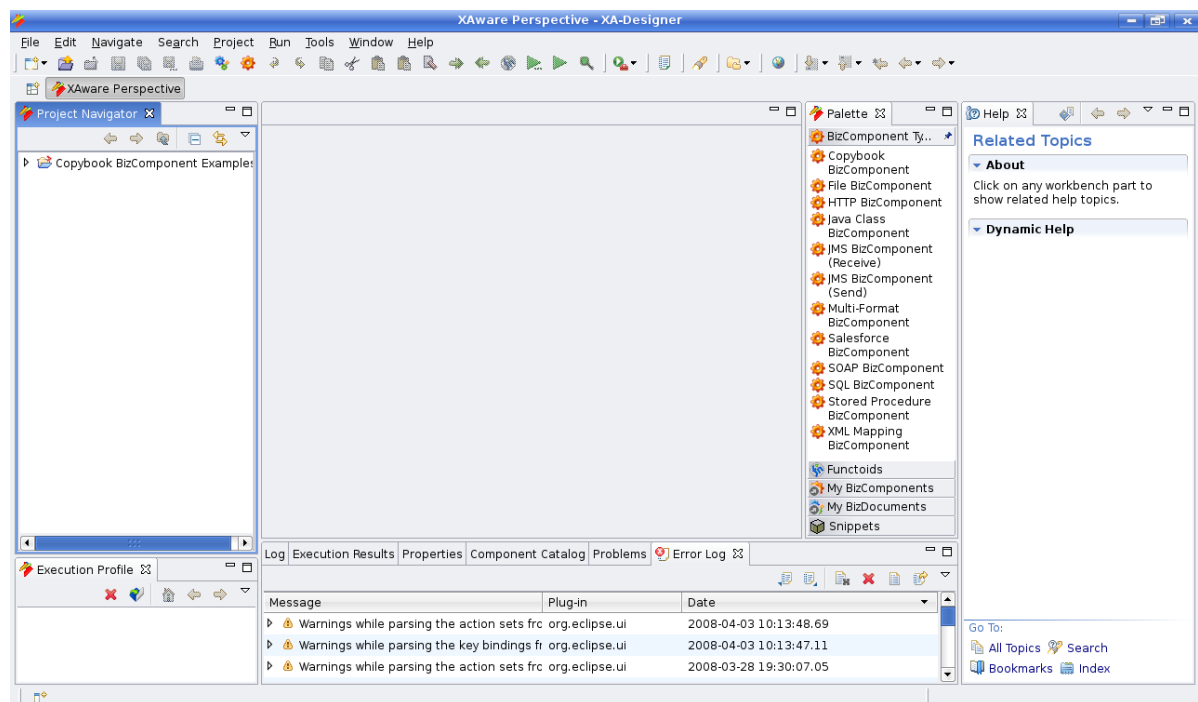 XAware Perspective - XA-Designer
File Edit Navigate Search Project Run Tools Window Help
XAware Perspective
Project Navigator
Copybook BizComponent Examples
Palette
BizComponent Ty...
Copybook
BizComponent
File BizComponent
HTTP BizComponent
Java Class
BizComponent
JMS BizComponent
(Receive)
JMS BizComponent
(Send)
Multi-Format
BizComponent
Salesforce
BizComponent
SOAP BizComponent
SQL BizComponent
Stored Procedure
BizComponent
XML Mapping
BizComponent
Functoids
My BizComponents
My BizDocuments
Snippets
Help
Related Topics
About
Click on any workbench part to
show related help topics.
Dynamic Help
Go To:
All Topics Search
Bookmarks Index
Execution Profile
Log Execution Results Properties Component Catalog Problems Error Log
Message Plug-in Date
Warnings while parsing the action sets frc org.eclipse.ui 2008-04-03 10:13:48.69
Warnings while parsing the key bindings fr org.eclipse.ui 2008-04-03 10:13:47.11
Warnings while parsing the action sets frc org.eclipse.ui 2008-03-28 19:30:07.05